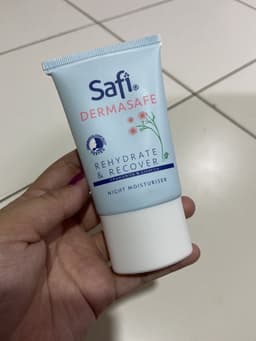 Safi®
DERMASAFE
REHYDRATE
& RECOVER
NIGHT MOISTURISER